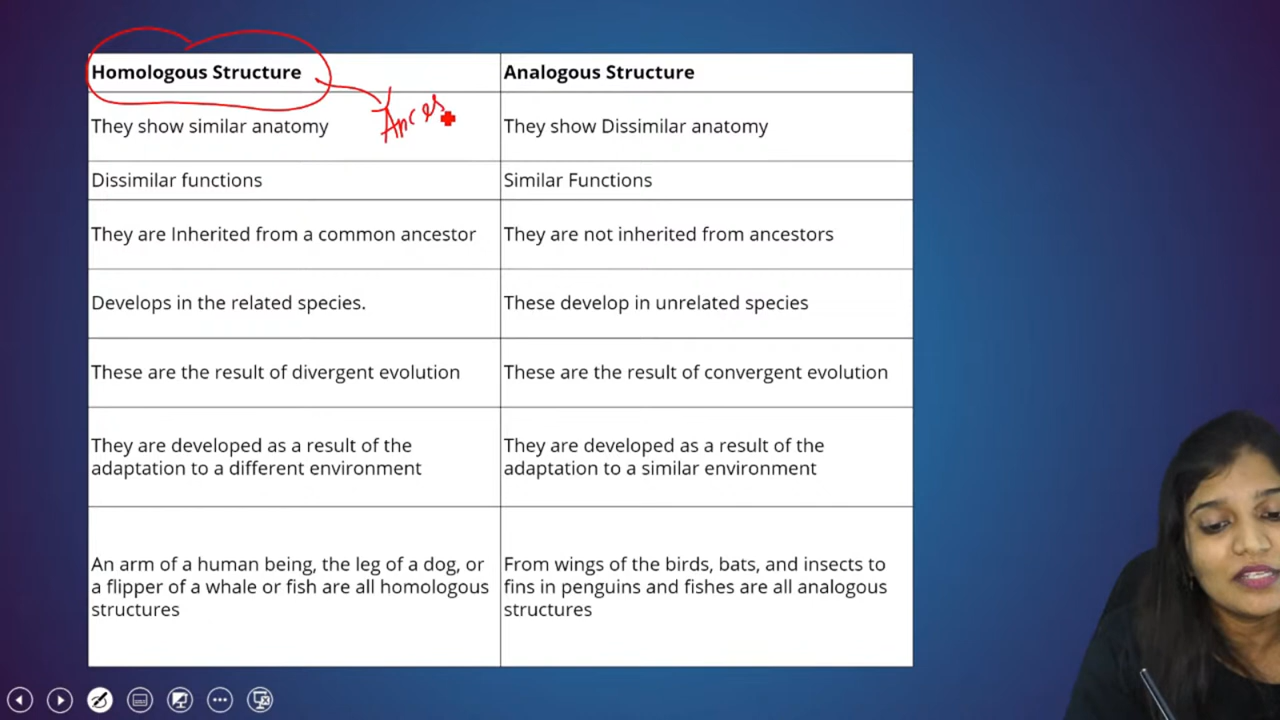 Homologous Structure
Analogous Structure
Ances
They show similar anatomy
They show Dissimilar anatomy
Dissimilar functions
Similar Functions
They are Inherited from a common ancestor
They are not inherited from ancestors
Develops in the related species.
These develop in unrelated species
These are the result of divergent evolution
These are the result of convergent evolution
They are developed as a result of the
adaptation to a different environment
They are developed as a result of the
adaptation to a similar environment
An arm of a human being, the leg of a dog, or
a flipper of a whale or fish are all homologous
structures
From wings of the birds, bats, and insects to
fins in penguins and fishes are all analogous
structures